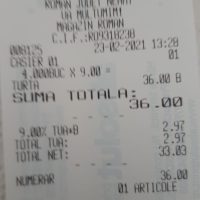 ROMAN JUDET NEAMT
VA MULTUMIM!
MAGAZIN ROMAN
C.I.F.:RO9318230
008125 23-02-2021 13:28
CASIER 01 01
4.000BUC X 9.00 =
TURTA 36.00 B
SUMA TOTALA:
36.00
9.00% TVA*B 2.97
TOTAL TVA: 2.97
TOTAL NET: 33.03
NUMERAR 36.00
01 ARTICOLE